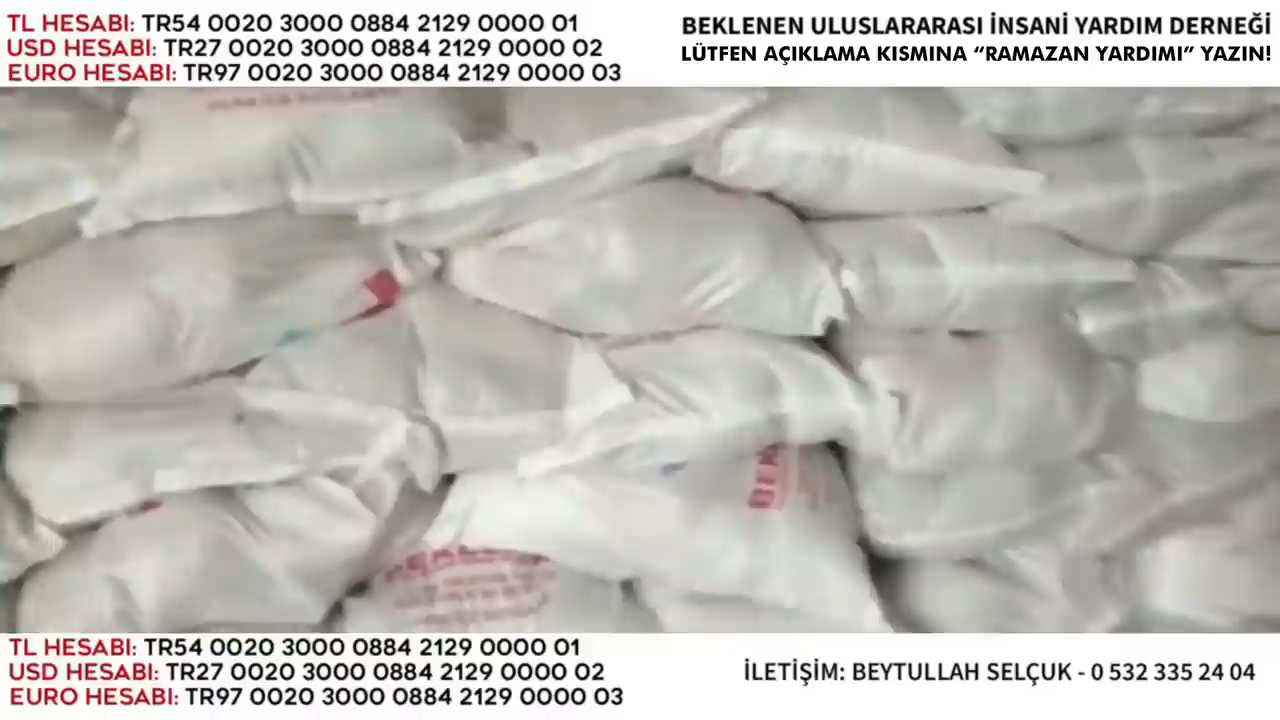 TL HESABI: TR54 0020 3000 0884 2129 0000 01
USD HESABI: TR27 0020 3000 0884 2129 0000 02
EURO HESABI: TR97 0020 3000 0884 2129 0000 03
BEKLENEN ULUSLARARASI İNSANİ YARDIM DERNEĞİ
LÜTFEN AÇIKLAMA KISMINA “RAMAZAN YARDIMI” YAZIN!
TL HESABI: TR54 0020 3000 0884 2129 0000 01
USD HESABI: TR27 0020 3000 0884 2129 0000 02
EURO HESABI: TR97 0020 3000 0884 2129 0000 03
İLETİŞİM: BEYTULLAH SELÇUK - 0 532 335 24 04